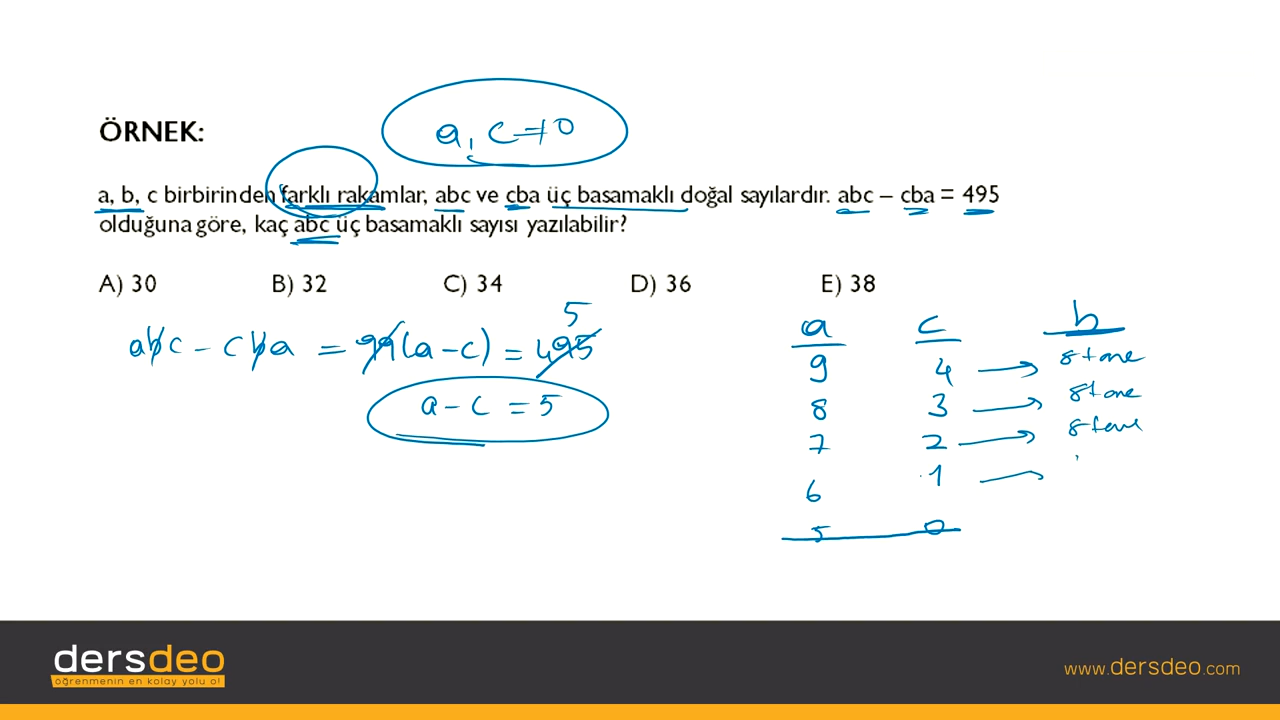 a, c ≠ 0
ÖRNEK:
a, b, c birbirinden farklı rakamlar, abc ve cba üç basamaklı doğal sayılardır. abc – cba = 495
olduğuna göre, kaç abc üç basamaklı sayısı yazılabilir?
A) 30 B) 32 C) 34 D) 36 E) 38
5
abc - cba = 99(a-c) = 495
a - c = 5
a c b
9 4 → 8 tane
8 3 → 8 tane
7 2 → 8 tane
6 1 →
5 0
dersdeo
öğrenmenin en kolay yolu o!
www.dersdeo.com